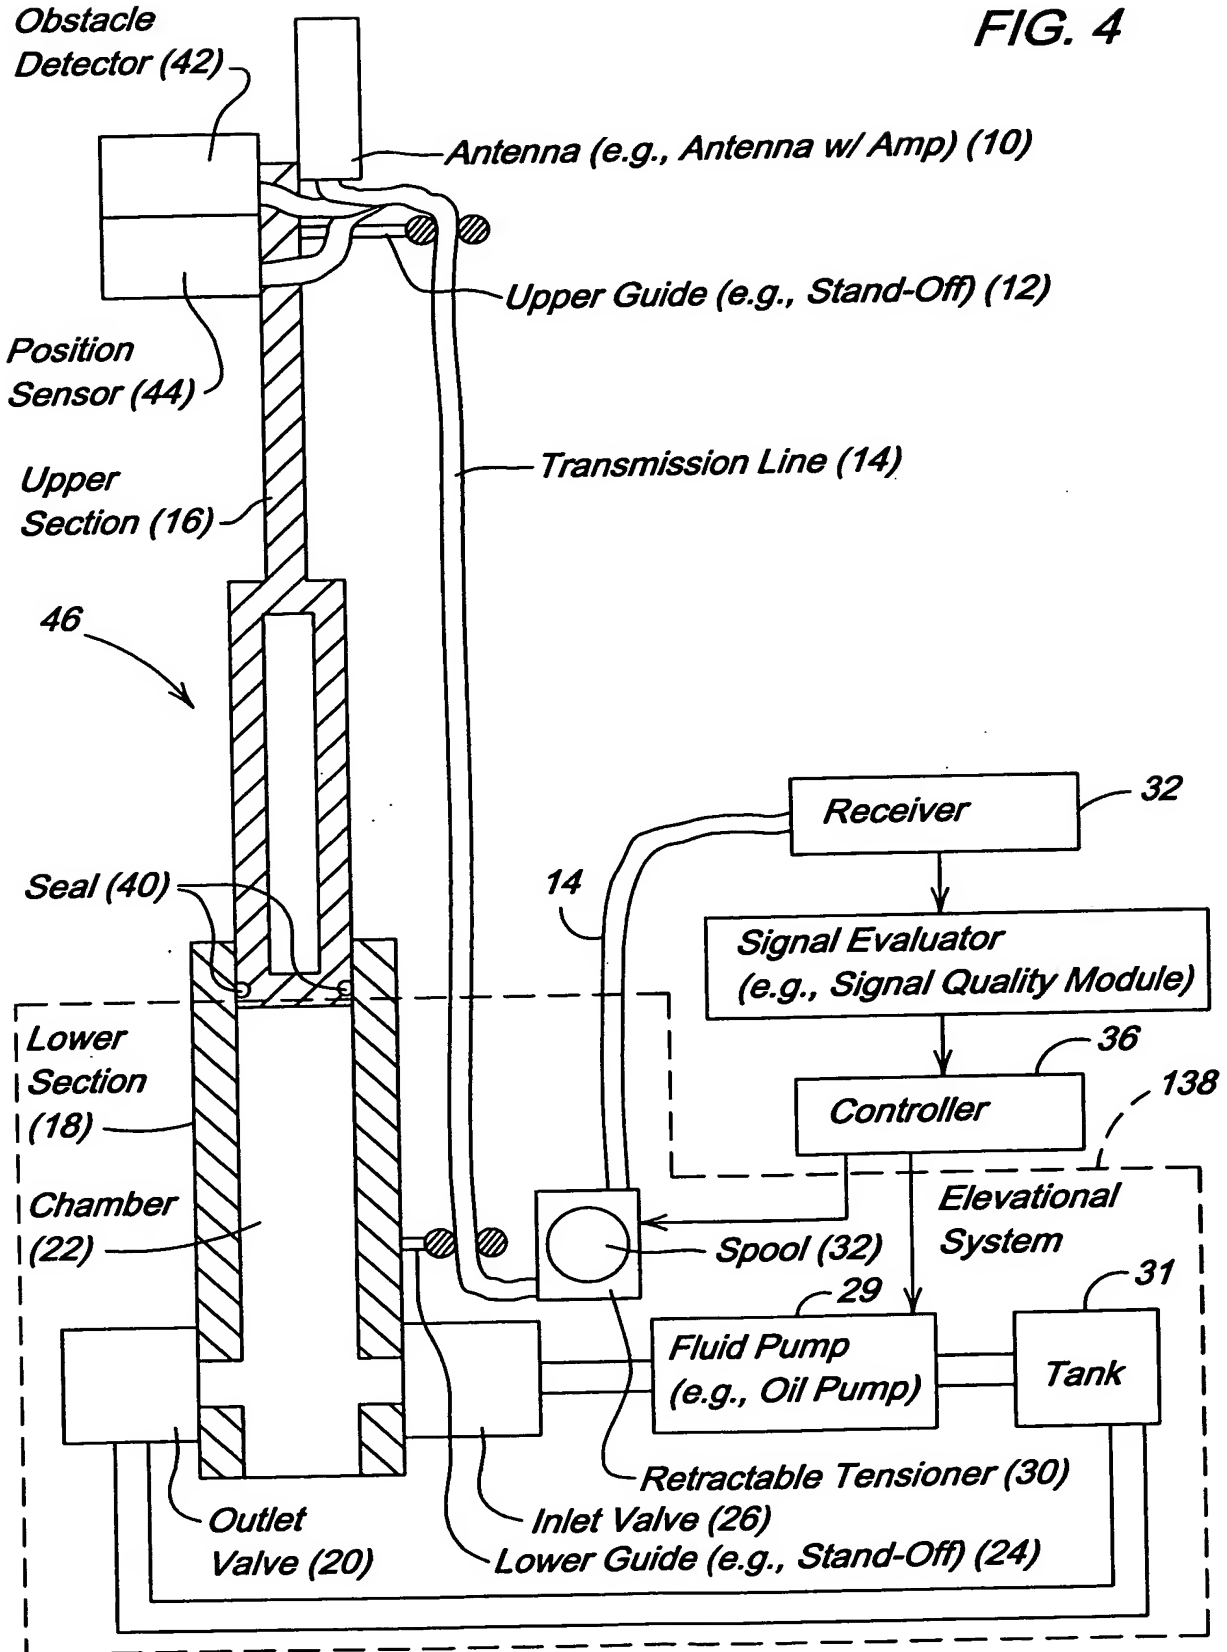 FIG. 4
Obstacle
Detector (42)
Antenna (e.g., Antenna w/ Amp) (10)
Upper Guide (e.g., Stand-Off) (12)
Position
Sensor (44)
Transmission Line (14)
Upper
Section (16)
46
Receiver
32
Seal (40)
14
Signal Evaluator
(e.g., Signal Quality Module)
Lower
Section
(18)
36
Controller
138
Chamber
(22)
Elevational
System
Spool (32)
31
29
Fluid Pump
(e.g., Oil Pump)
Tank
Retractable Tensioner (30)
Outlet
Valve (20)
Inlet Valve (26)
Lower Guide (e.g., Stand-Off) (24)